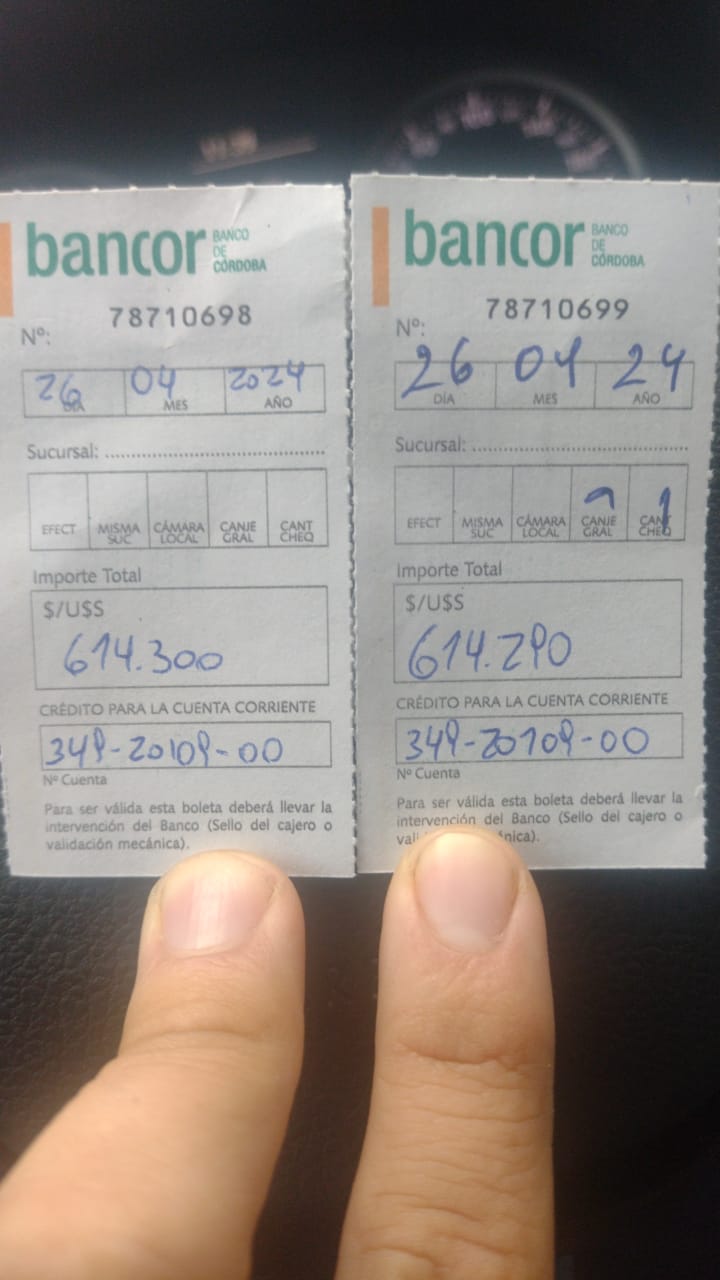 bancor BANCO DE CÓRDOBA
78710698
Nº:
26 04 2024
DÍA MES AÑO
Sucursal:
EFECT MISMA SUC CÁMARA LOCAL CANJE GRAL CANT CHEQ
Importe Total
$/U$S
614.300
CRÉDITO PARA LA CUENTA CORRIENTE
349-20109-00
Nº Cuenta
Para ser válida esta boleta deberá llevar la
intervención del Banco (Sello del cajero o
validación mecánica).
bancor BANCO DE CÓRDOBA
78710699
Nº:
26 04 24
DÍA MES AÑO
Sucursal:
1
EFECT MISMA SUC CÁMARA LOCAL CANJE GRAL CANT CHEQ
Importe Total
$/U$S
614.290
CRÉDITO PARA LA CUENTA CORRIENTE
349-20109-00
Nº Cuenta
Para ser válida esta boleta deberá llevar la
intervención del Banco (Sello del cajero o